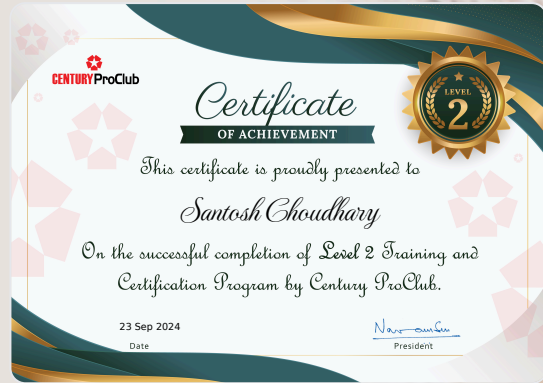 CENTURY ProClub
Certificate
OF ACHIEVEMENT
LEVEL
2
This certificate is proudly presented to
Santosh Choudhary
On the successful completion of Level 2 Training and
Certification Program by Century ProClub.
23 Sep 2024
Date
President